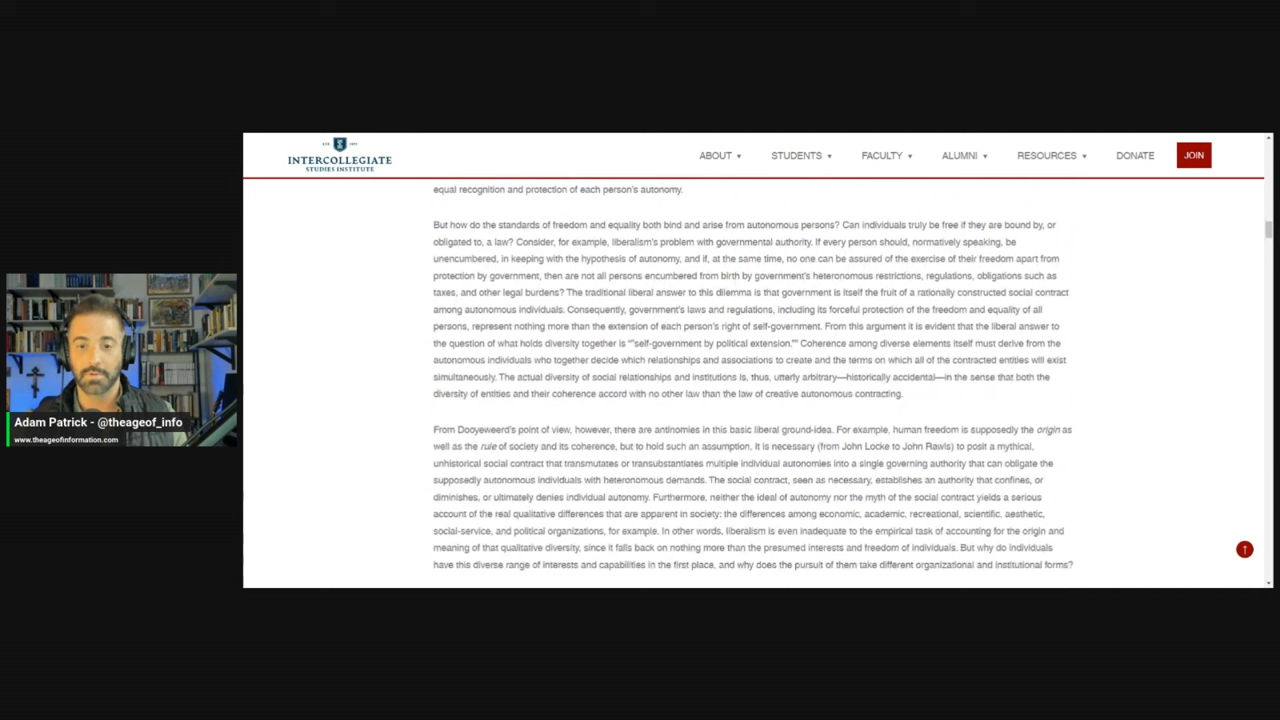 EST. 1953
INTERCOLLEGIATE
STUDIES INSTITUTE
ABOUT ▾
STUDENTS ▾
FACULTY ▾
ALUMNI ▾
RESOURCES ▾
DONATE
JOIN
equal recognition and protection of each person's autonomy.
But how do the standards of freedom and equality both bind and arise from autonomous persons? Can individuals truly be free if they are bound by, or
obligated to, a law? Consider, for example, liberalism's problem with governmental authority. If every person should, normatively speaking, be
unencumbered, in keeping with the hypothesis of autonomy, and if, at the same time, no one can be assured of the exercise of their freedom apart from
protection by government, then are not all persons encumbered from birth by government's heteronomous restrictions, regulations, obligations such as
taxes, and other legal burdens? The traditional liberal answer to this dilemma is that government is itself the fruit of a rationally constructed social contract
among autonomous individuals. Consequently, government's laws and regulations, including its forceful protection of the freedom and equality of all
persons, represent nothing more than the extension of each person's right of self-government. From this argument it is evident that the liberal answer to
the question of what holds diversity together is "“self-government by political extension.”" Coherence among diverse elements itself must derive from the
autonomous individuals who together decide which relationships and associations to create and the terms on which all of the contracted entities will exist
simultaneously. The actual diversity of social relationships and institutions is, thus, utterly arbitrary—historically accidental—in the sense that both the
diversity of entities and their coherence accord with no other law than the law of creative autonomous contracting.
From Dooyeweerd's point of view, however, there are antinomies in this basic liberal ground-idea. For example, human freedom is supposedly the origin as
well as the rule of society and its coherence, but to hold such an assumption, it is necessary (from John Locke to John Rawls) to posit a mythical,
unhistorical social contract that transmutates or transubstantiates multiple individual autonomies into a single governing authority that can obligate the
supposedly autonomous individuals with heteronomous demands. The social contract, seen as necessary, establishes an authority that confines, or
diminishes, or ultimately denies individual autonomy. Furthermore, neither the ideal of autonomy nor the myth of the social contract yields a serious
account of the real qualitative differences that are apparent in society: the differences among economic, academic, recreational, scientific, aesthetic,
social-service, and political organizations, for example. In other words, liberalism is even inadequate to the empirical task of accounting for the origin and
meaning of that qualitative diversity, since it falls back on nothing more than the presumed interests and freedom of individuals. But why do individuals
have this diverse range of interests and capabilities in the first place, and why does the pursuit of them take different organizational and institutional forms?
Adam Patrick - @theageof_info
www.theageofinformation.com